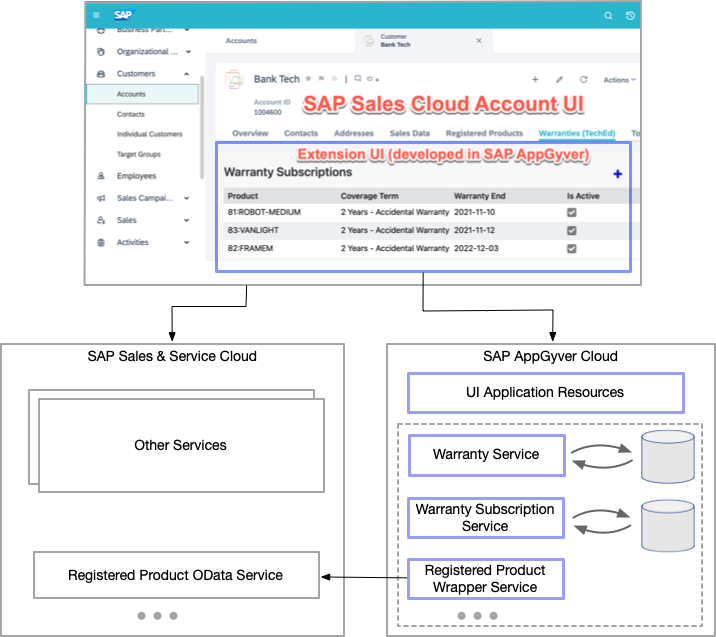 SAP
Business Part...
Accounts
Customer
Bank Tech
Organizational ...
Customers
Accounts
Contacts
Individual Customers
Target Groups
Employees
Sales Campai...
Sales
Activities
Bank Tech
Actions
Account ID
1004600
SAP Sales Cloud Account UI
Overview Contacts Addresses Sales Data Registered Products Warranties (TechEd) To
Extension UI (developed in SAP AppGyver)
Warranty Subscriptions
Product Coverage Term Warranty End Is Active
81:ROBOT-MEDIUM 2 Years - Accidental Warranty 2021-11-10
83:VANLIGHT 2 Years - Accidental Warranty 2021-11-12
82:FRAMEM 2 Years - Accidental Warranty 2022-12-03
SAP Sales & Service Cloud
Other Services
Registered Product OData Service
SAP AppGyver Cloud
UI Application Resources
Warranty Service
Warranty Subscription
Service
Registered Product
Wrapper Service